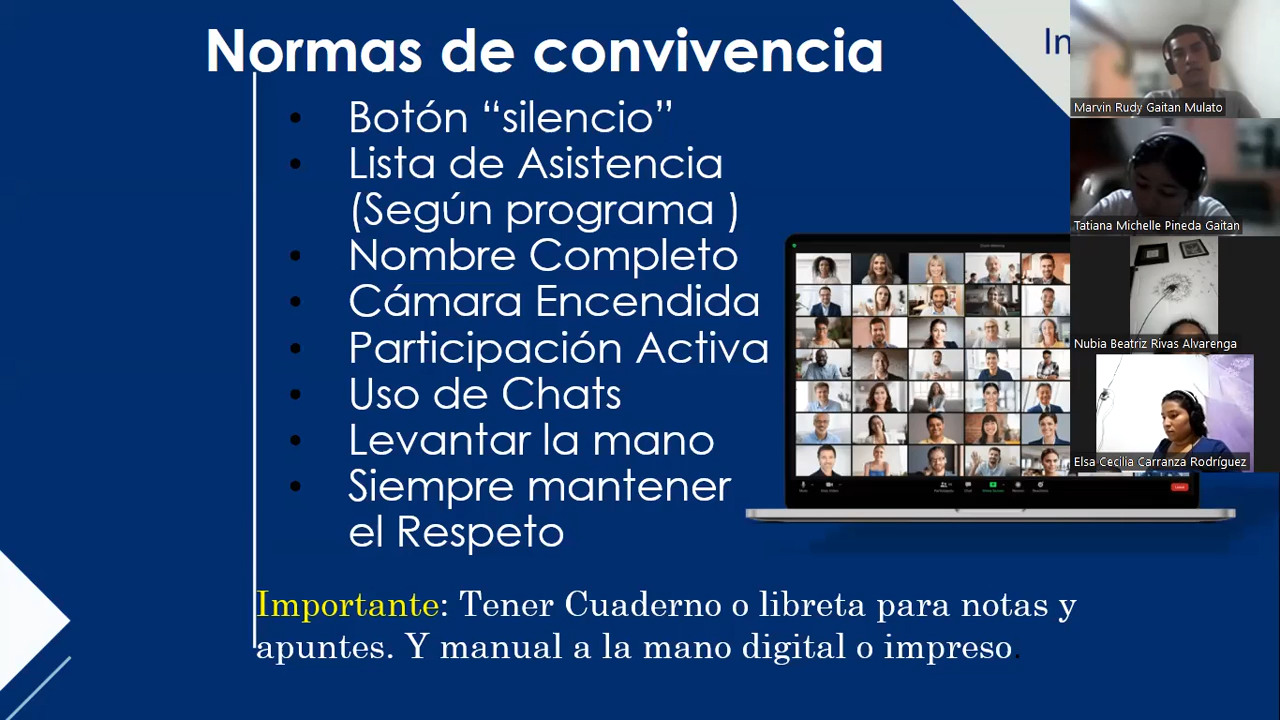 Normas de convivencia
In
Botón “silencio”
Lista de Asistencia
(Según programa )
Nombre Completo
Cámara Encendida
Participación Activa
Uso de Chats
Levantar la mano
Siempre mantener
el Respeto
Importante: Tener Cuaderno o libreta para notas y
apuntes. Y manual a la mano digital o impreso.
Marvin Rudy Gaitan Mulato
Tatiana Michelle Pineda Gaitan
Nubia Beatriz Rivas Alvarenga
Elsa Cecilia Carranza Rodríguez